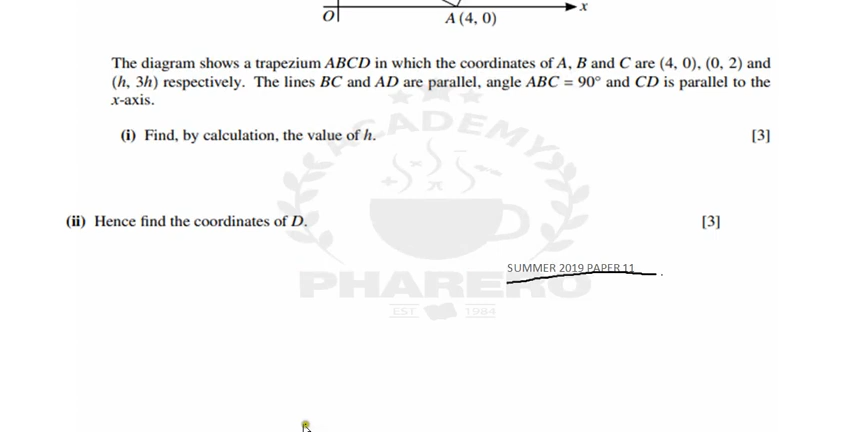 O
x
A (4, 0)
The diagram shows a trapezium ABCD in which the coordinates of A, B and C are (4, 0), (0, 2) and
(h, 3h) respectively. The lines BC and AD are parallel, angle ABC = 90° and CD is parallel to the
x-axis.
(i) Find, by calculation, the value of h. [3]
ACADEMY
(ii) Hence find the coordinates of D. [3]
SUMMER 2019 PAPER 11
PHARERO
EST 1984